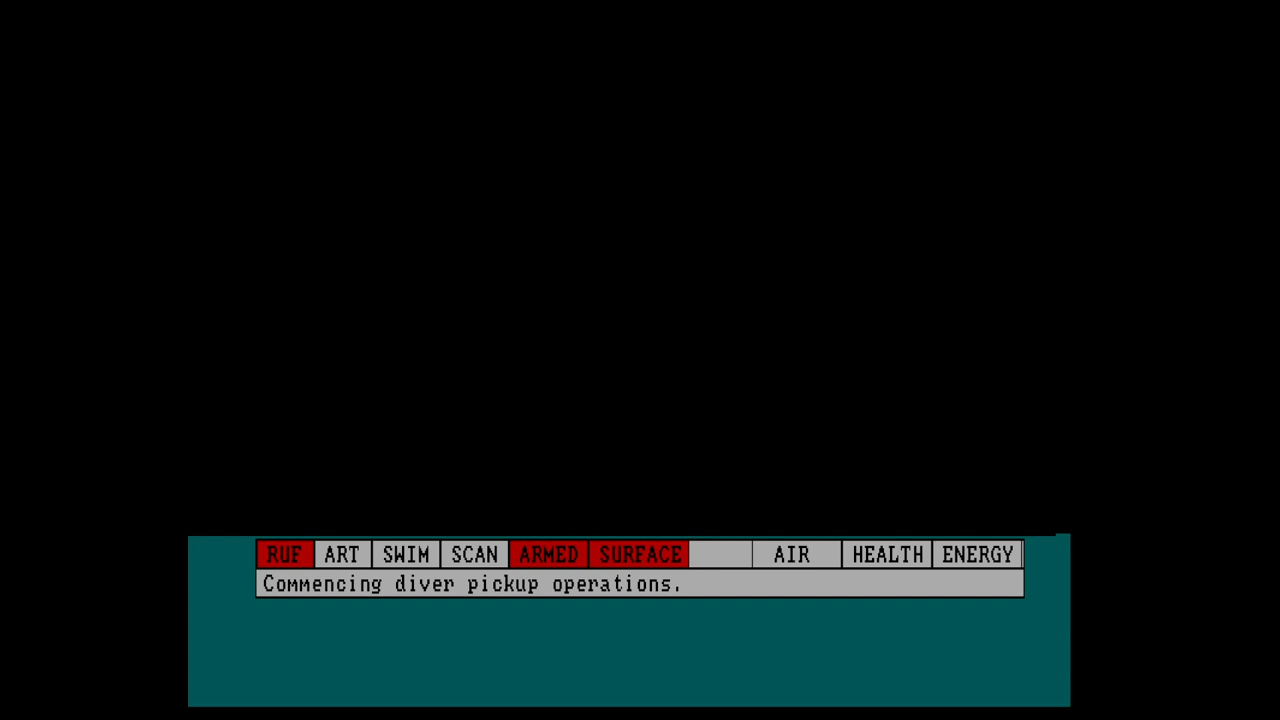 RUF ART SWIM SCAN ARMED SURFACE AIR HEALTH ENERGY
Commencing diver pickup operations.